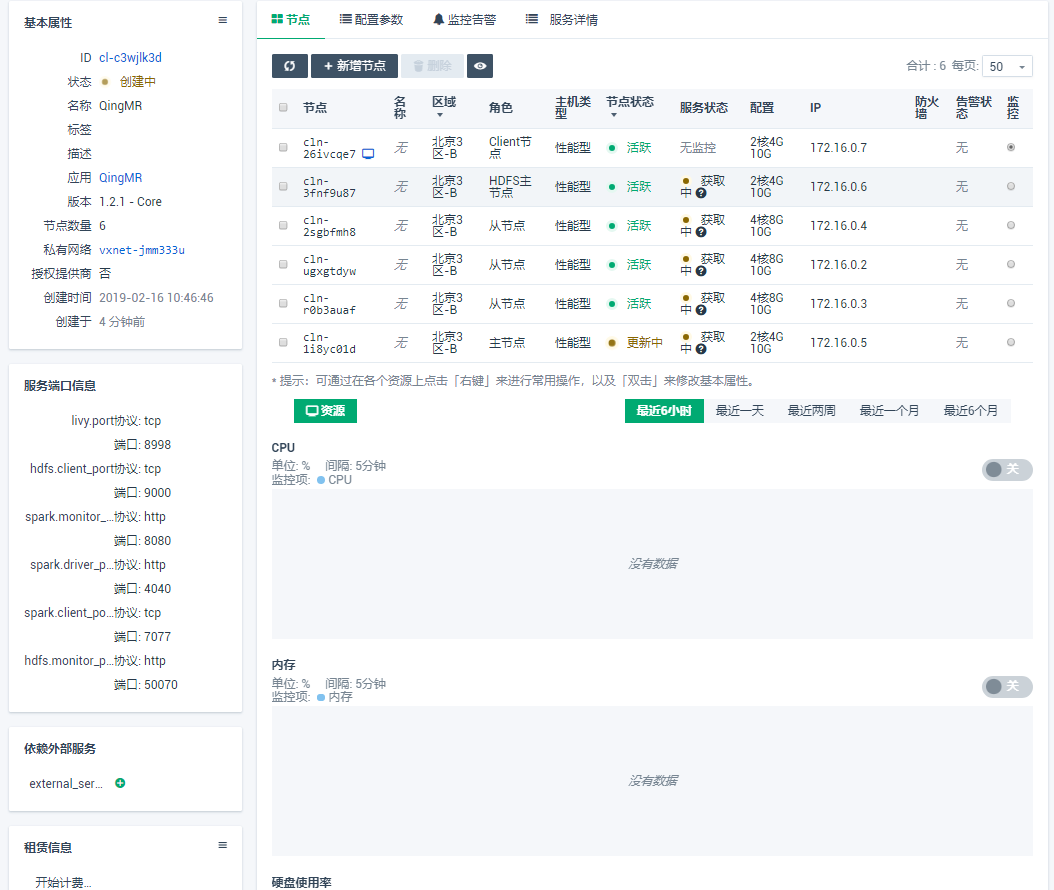 基本属性
ID cl-c3wjlk3d
状态 创建中
名称 QingMR
标签
描述
应用 QingMR
版本 1.2.1 - Core
节点数量 6
私有网络 vxnet-jmm333u
授权提供商 否
创建时间 2019-02-16 10:46:46
创建于 4 分钟前
服务端口信息
livy.port 协议: tcp
端口: 8998
hdfs.client_port 协议: tcp
端口: 9000
spark.monitor_... 协议: http
端口: 8080
spark.driver_p... 协议: http
端口: 4040
spark.client_po... 协议: tcp
端口: 7077
hdfs.monitor_p... 协议: http
端口: 50070
依赖外部服务
external_ser...
租赁信息
开始计费...
节点 配置参数 监控告警 服务详情
+ 新增节点 删除 合计 : 6 每页: 50
节点 名称 区域 角色 主机类型 节点状态 服务状态 配置 IP 防火墙 告警状态 监控
cln-26ivcqe7 无 北京3区-B Client节点 性能型 活跃 无监控 2核4G 10G 172.16.0.7 无
cln-3fnf9u87 无 北京3区-B HDFS主节点 性能型 活跃 获取中 2核4G 10G 172.16.0.6 无
cln-2sgbfmh8 无 北京3区-B 从节点 性能型 活跃 获取中 4核8G 10G 172.16.0.4 无
cln-ugxgtdyw 无 北京3区-B 从节点 性能型 活跃 获取中 4核8G 10G 172.16.0.2 无
cln-r0b3auaf 无 北京3区-B 从节点 性能型 活跃 获取中 4核8G 10G 172.16.0.3 无
cln-1i8yc01d 无 北京3区-B 主节点 性能型 更新中 获取中 2核4G 10G 172.16.0.5 无
* 提示：可通过在各个资源上点击「右键」来进行常用操作，以及「双击」来修改基本属性。
资源 最近6小时 最近一天 最近两周 最近一个月 最近6个月
CPU
单位: % 间隔: 5分钟
监控项: CPU
关
没有数据
内存
单位: % 间隔: 5分钟
监控项: 内存
关
没有数据
硬盘使用率